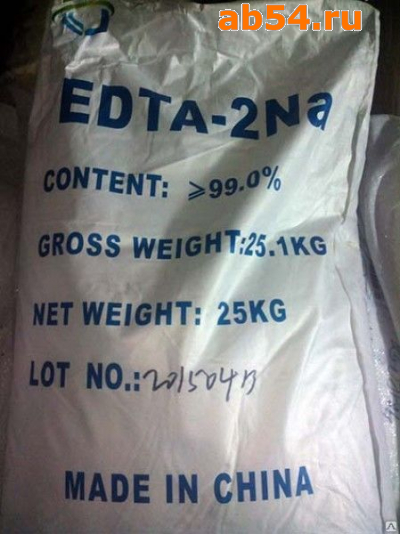 ab54.ru
EDTA-2Na
CONTENT: ≥99.0%
GROSS WEIGHT:25.1KG
NET WEIGHT: 25KG
LOT NO.:201504B
MADE IN CHINA